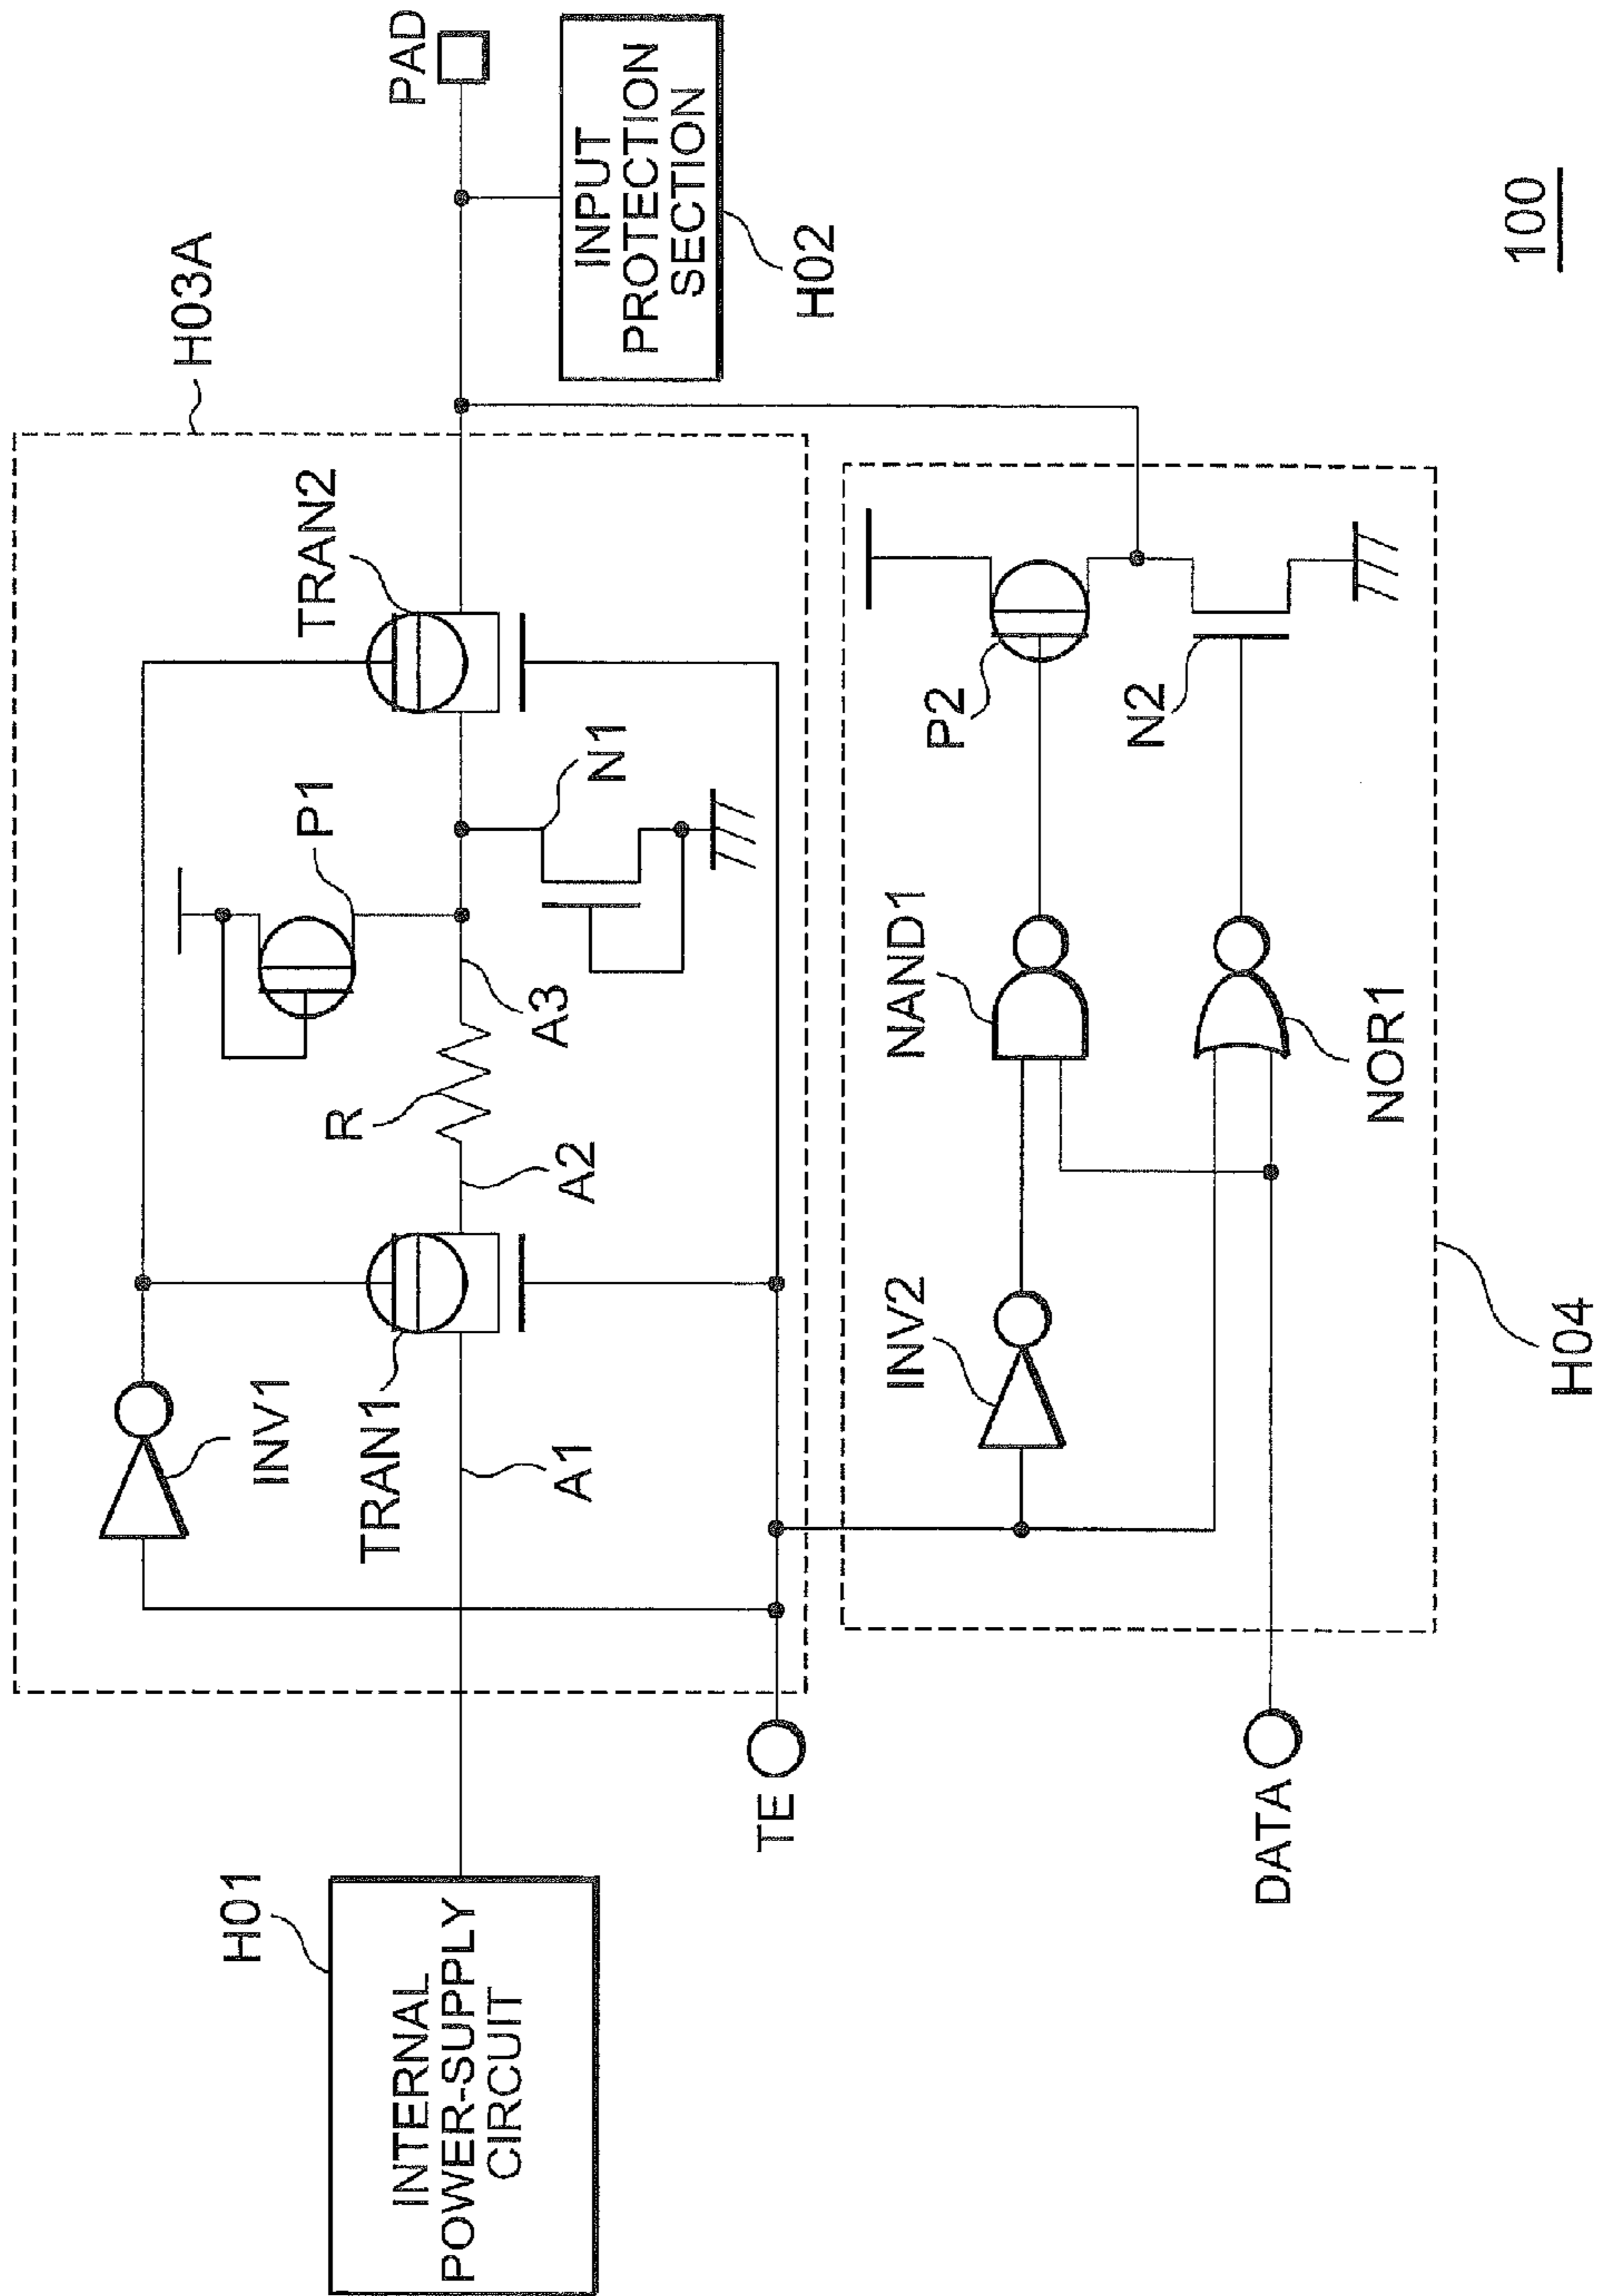 H01
INTERNAL
POWER-SUPPLY
CIRCUIT
H03A
INV1
TRAN1
A1
A2
R
A3
P1
N1
TRAN2
PAD
INPUT
PROTECTION
SECTION
H02
TE
DATA
INV2
NAND1
NOR1
P2
N2
H04
100